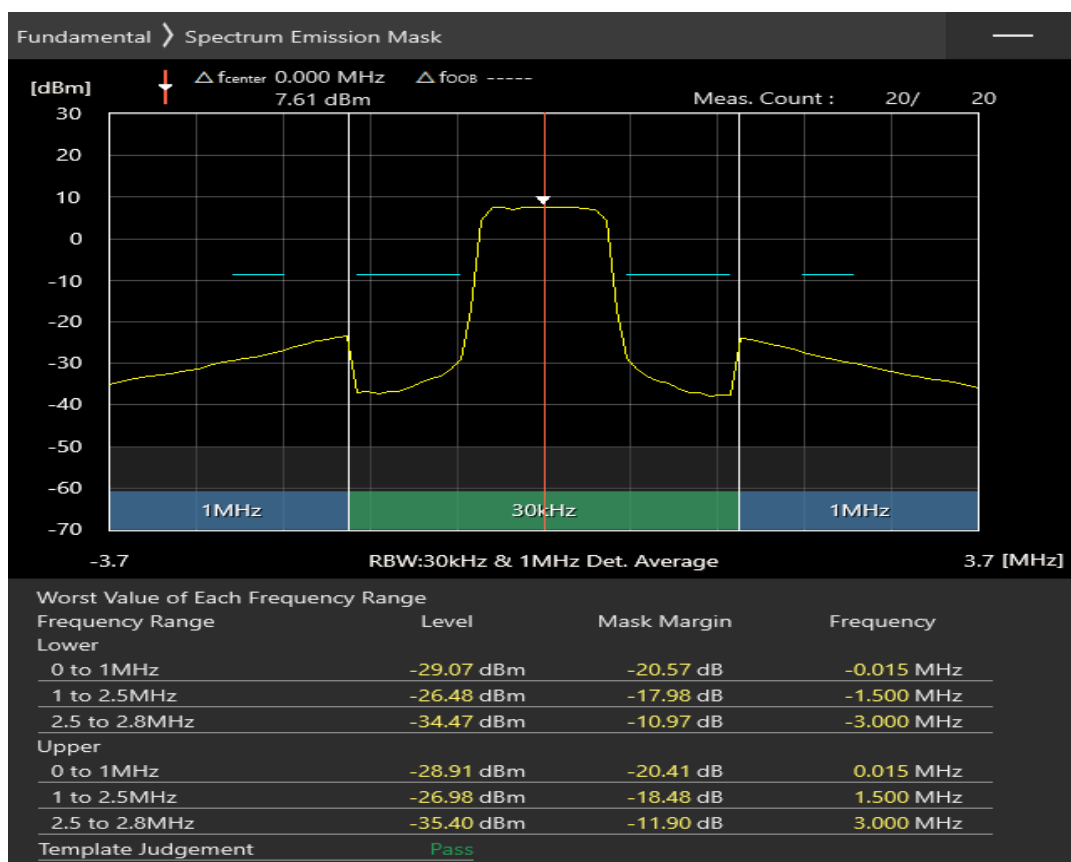 Fundamental 〉 Spectrum Emission Mask
△ fcenter 0.000 MHz △ fOOB -----
[dBm] 7.61 dBm Meas. Count : 20/ 20
30
20
10
0
-10
-20
-30
-40
-50
-60
1MHz 30kHz 1MHz
-70
-3.7 RBW:30kHz & 1MHz Det. Average 3.7 [MHz]
Worst Value of Each Frequency Range
Frequency Range Level Mask Margin Frequency
Lower
0 to 1MHz -29.07 dBm -20.57 dB -0.015 MHz
1 to 2.5MHz -26.48 dBm -17.98 dB -1.500 MHz
2.5 to 2.8MHz -34.47 dBm -10.97 dB -3.000 MHz
Upper
0 to 1MHz -28.91 dBm -20.41 dB 0.015 MHz
1 to 2.5MHz -26.98 dBm -18.48 dB 1.500 MHz
2.5 to 2.8MHz -35.40 dBm -11.90 dB 3.000 MHz
Template Judgement Pass